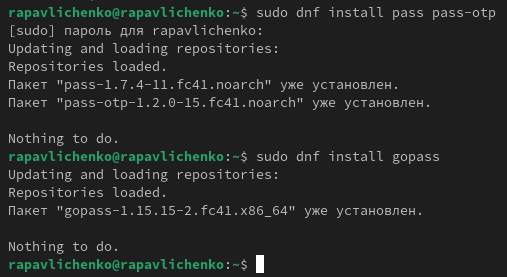 rapavlichenko@rapavlichenko:~$ sudo dnf install pass pass-otp
[sudo] пароль для rapavlichenko:
Updating and loading repositories:
Repositories loaded.
Пакет "pass-1.7.4-11.fc41.noarch" уже установлен.
Пакет "pass-otp-1.2.0-15.fc41.noarch" уже установлен.

Nothing to do.
rapavlichenko@rapavlichenko:~$ sudo dnf install gopass
Updating and loading repositories:
Repositories loaded.
Пакет "gopass-1.15.15-2.fc41.x86_64" уже установлен.

Nothing to do.
rapavlichenko@rapavlichenko:~$